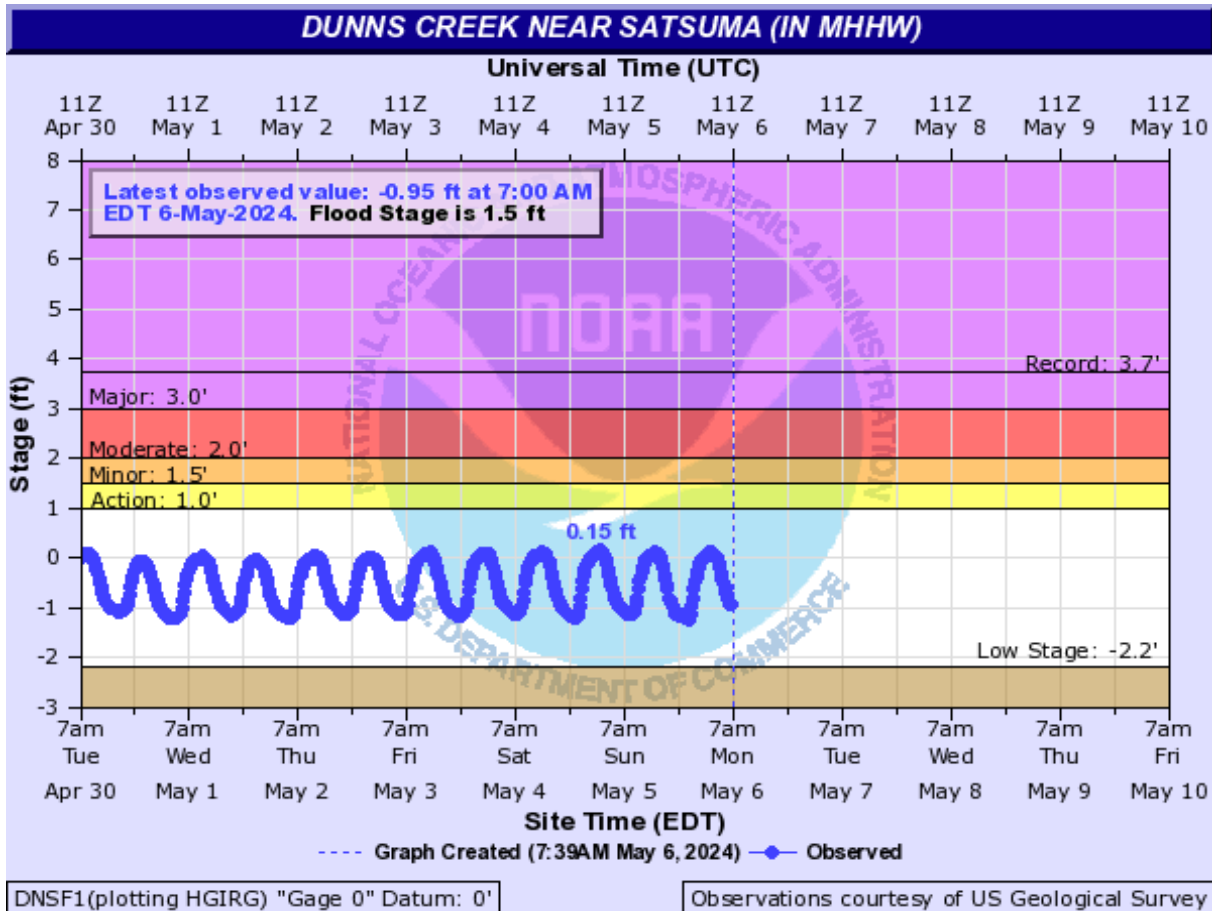 DUNNS CREEK NEAR SATSUMA (IN MHHW)
Universal Time (UTC)
11Z 11Z 11Z 11Z 11Z 11Z 11Z 11Z 11Z 11Z 11Z
Apr 30 May 1 May 2 May 3 May 4 May 5 May 6 May 7 May 8 May 9 May 10
8
Latest observed value: -0.95 ft at 7:00 AM
EDT 6-May-2024. Flood Stage is 1.5 ft
7
6
5
4
3
2
1
0
-1
-2
-3
Stage (ft)
NATIONAL OCEANIC AND ATMOSPHERIC ADMINISTRATION
NOAA
U.S. DEPARTMENT OF COMMERCE
Record: 3.7'
Major: 3.0'
Moderate: 2.0'
Minor: 1.5'
Action: 1.0'
0.15 ft
Low Stage: -2.2'
7am 7am 7am 7am 7am 7am 7am 7am 7am 7am 7am
Tue Wed Thu Fri Sat Sun Mon Tue Wed Thu Fri
Apr 30 May 1 May 2 May 3 May 4 May 5 May 6 May 7 May 8 May 9 May 10
Site Time (EDT)
Graph Created (7:39AM May 6, 2024) Observed
DNSF1(plotting HGIRG) "Gage 0" Datum: 0'
Observations courtesy of US Geological Survey